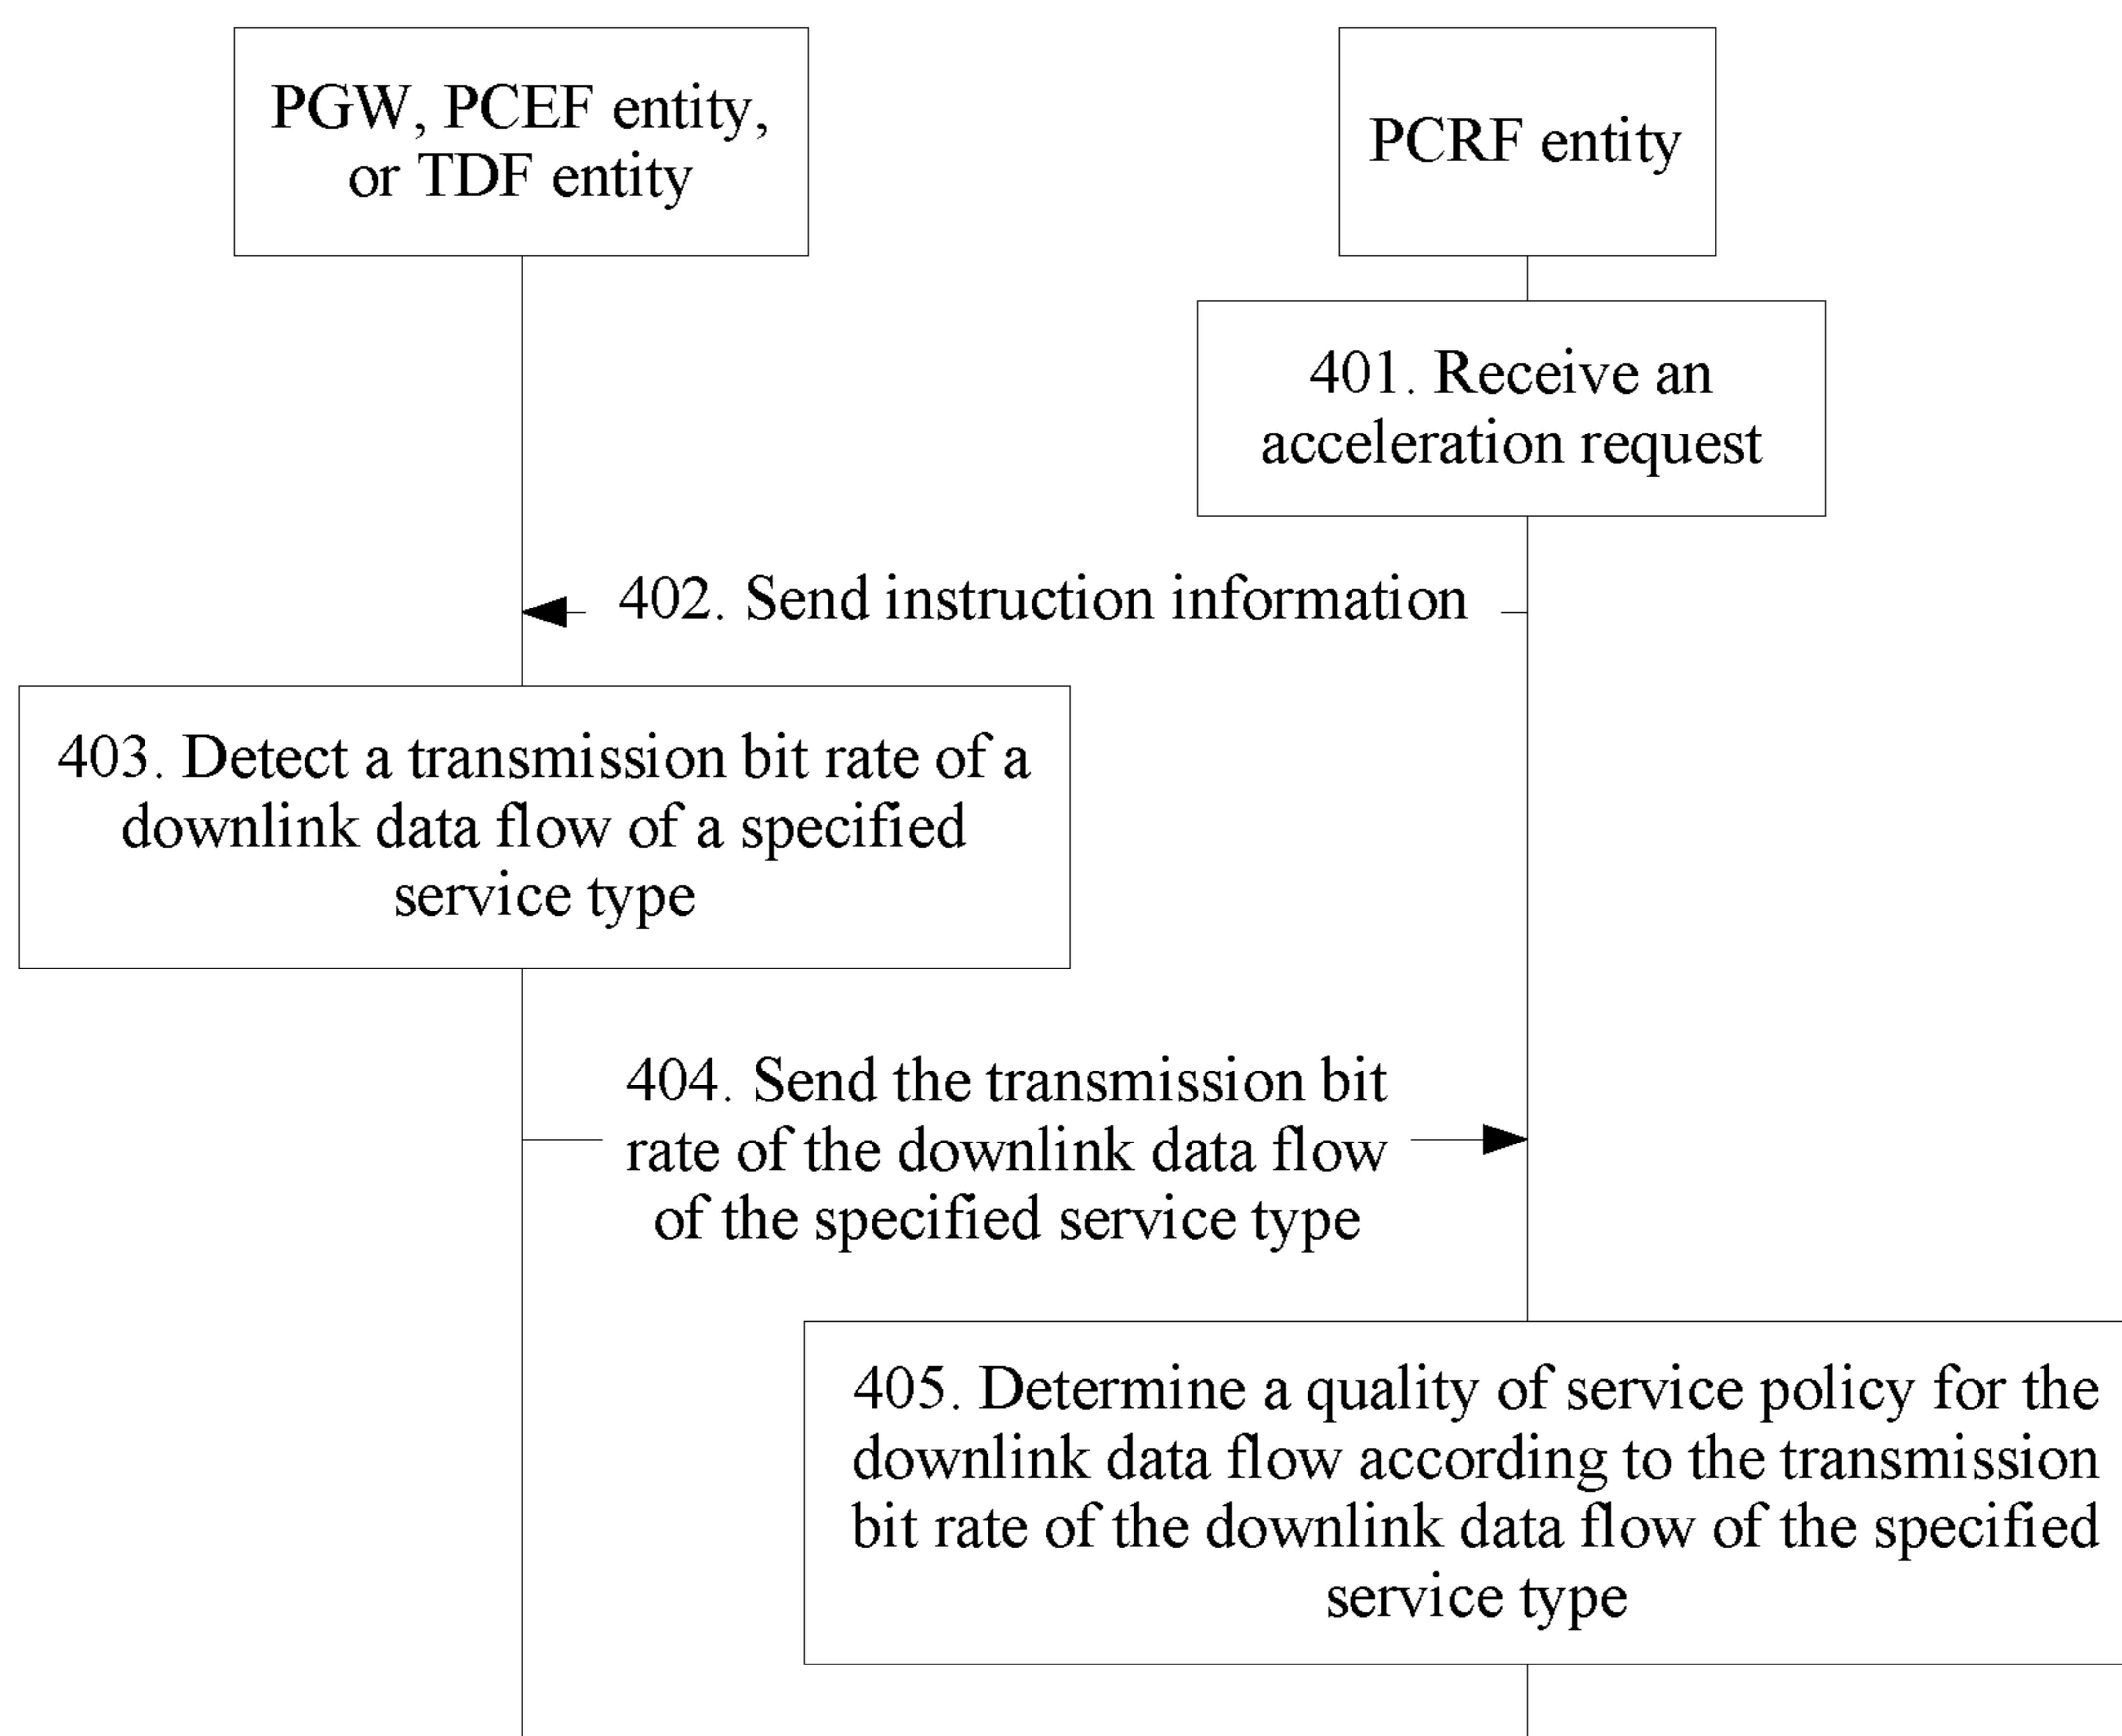 PGW, PCEF entity,
or TDF entity
PCRF entity
401. Receive an
acceleration request
402. Send instruction information
403. Detect a transmission bit rate of a
downlink data flow of a specified
service type
404. Send the transmission bit
rate of the downlink data flow
of the specified service type
405. Determine a quality of service policy for the
downlink data flow according to the transmission
bit rate of the downlink data flow of the specified
service type